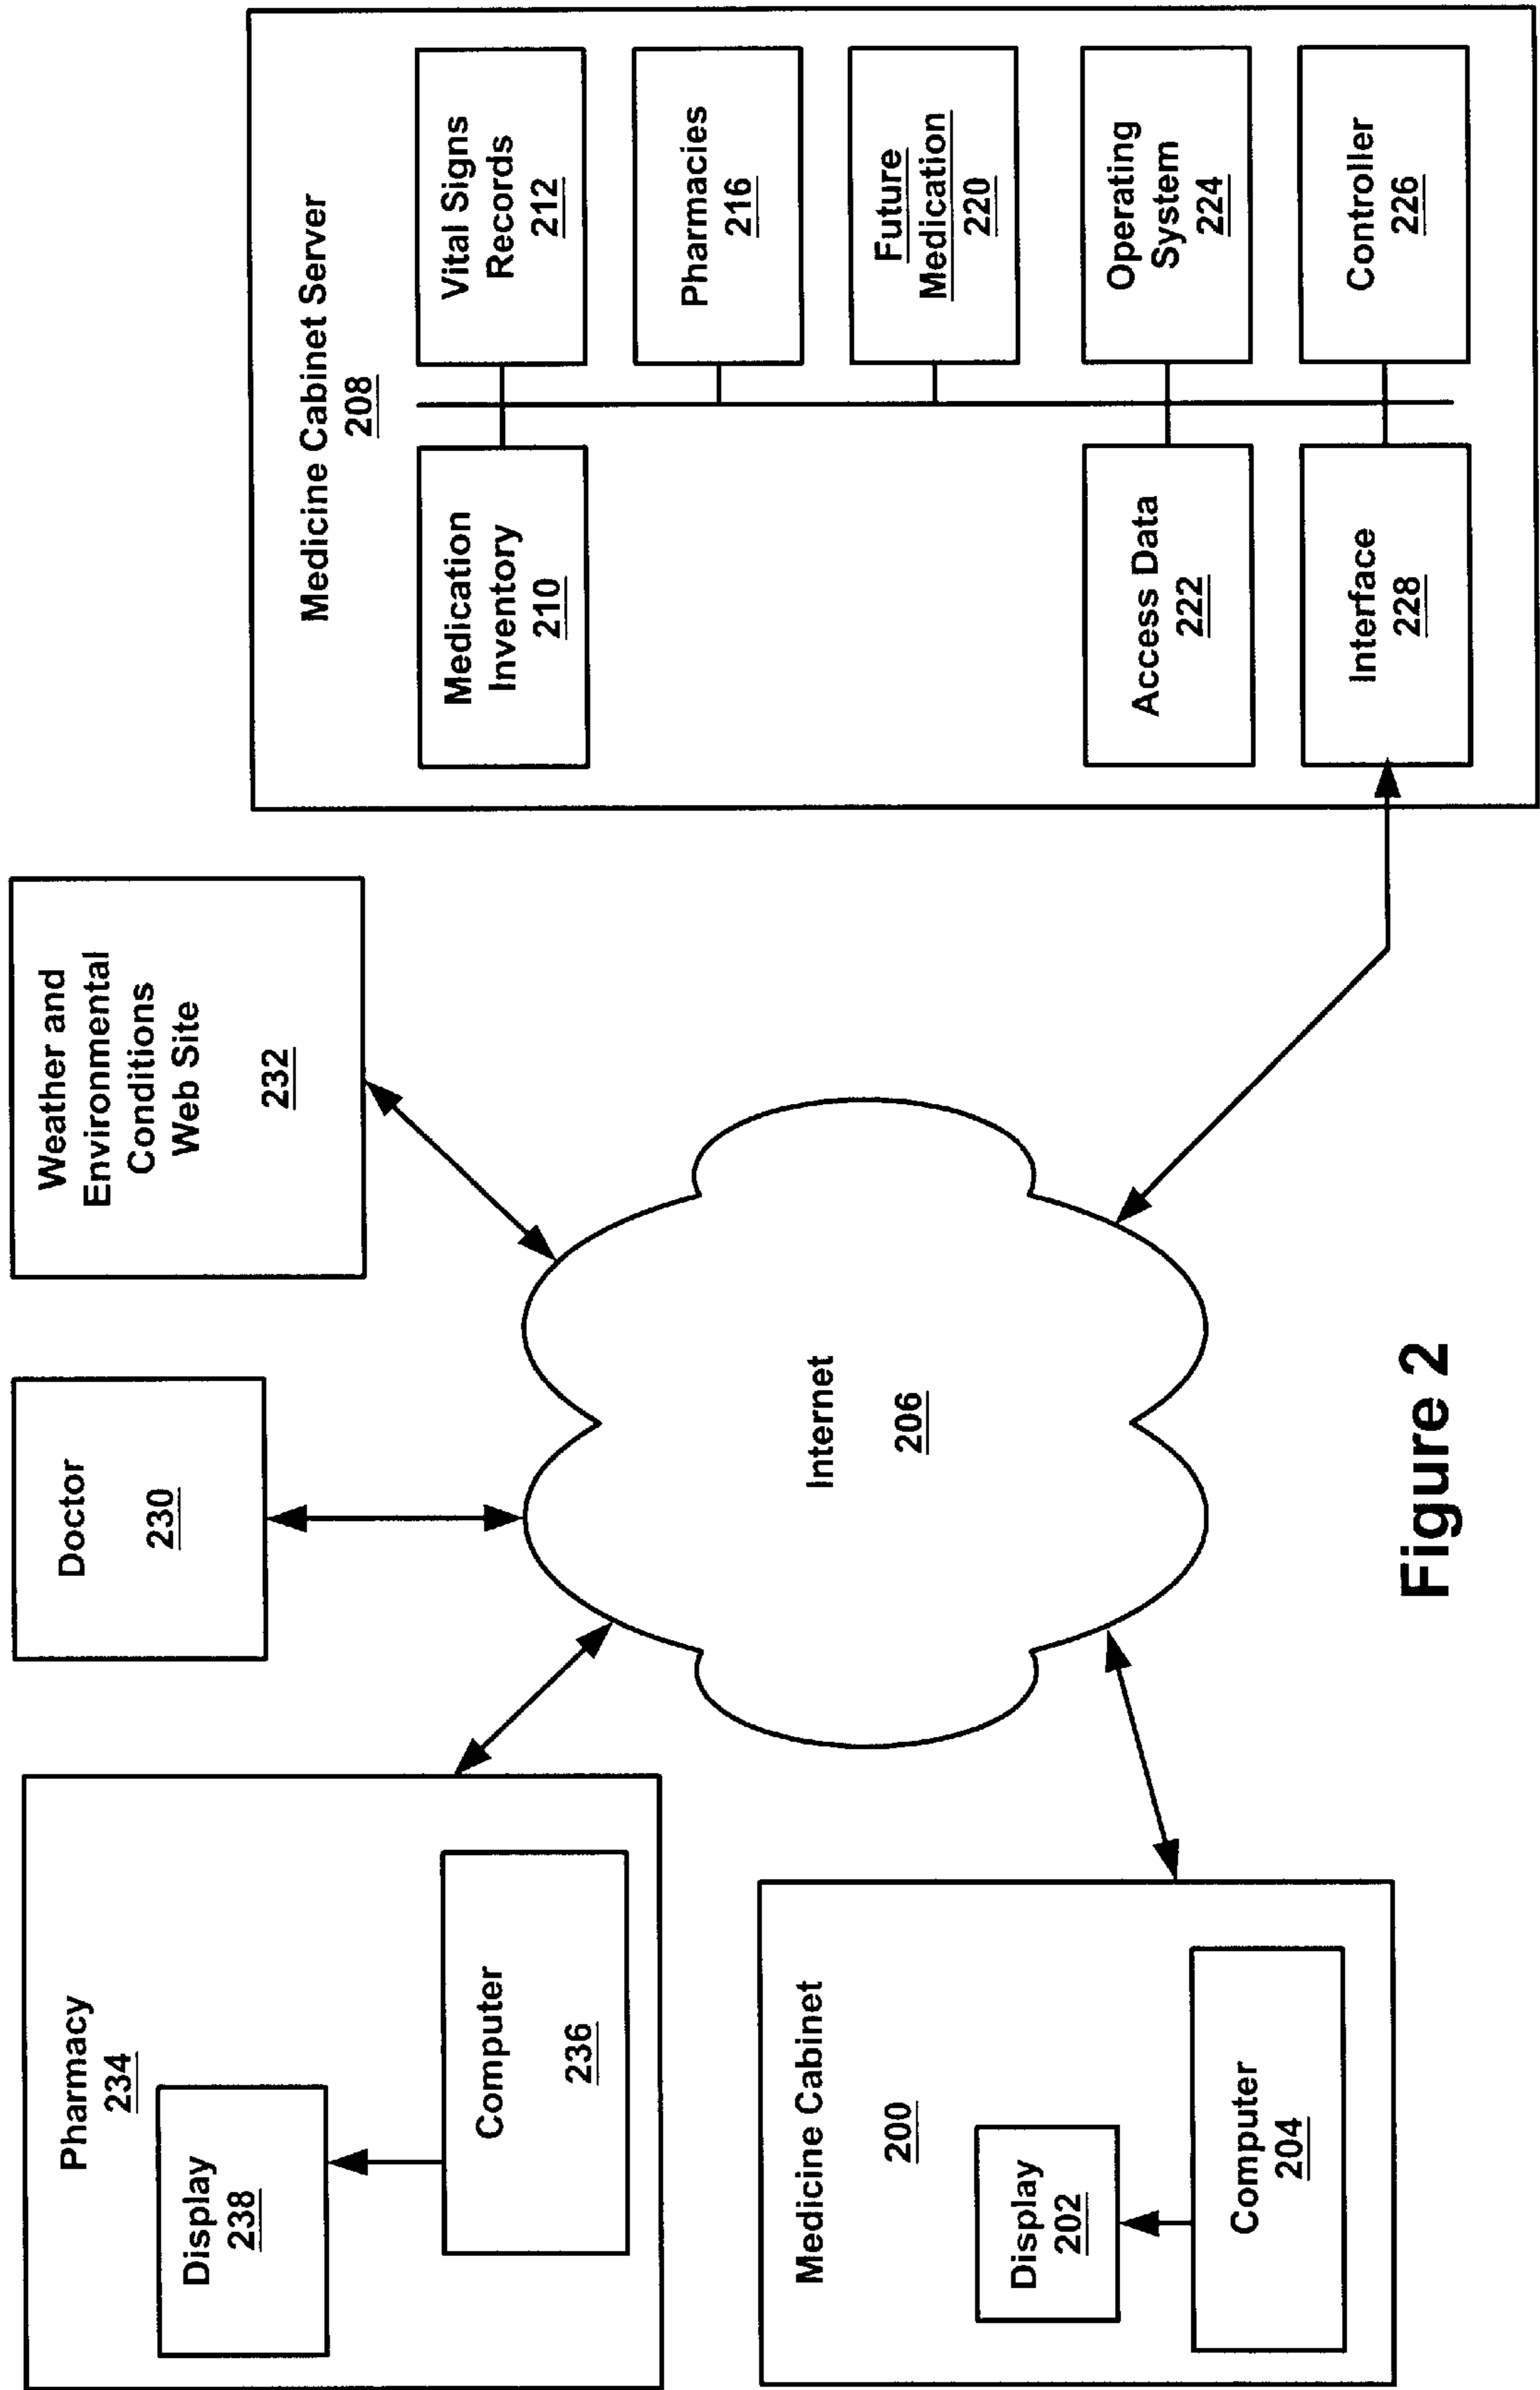 Pharmacy
234
Display
238
Computer
236
Doctor
230
Weather and
Environmental
Conditions
Web Site
232
Medicine Cabinet
200
Display
202
Computer
204
Internet
206
Medicine Cabinet Server
208
Medication
Inventory
210
Vital Signs
Records
212
Pharmacies
216
Future
Medication
220
Access Data
222
Operating
System
224
Interface
228
Controller
226
Figure 2